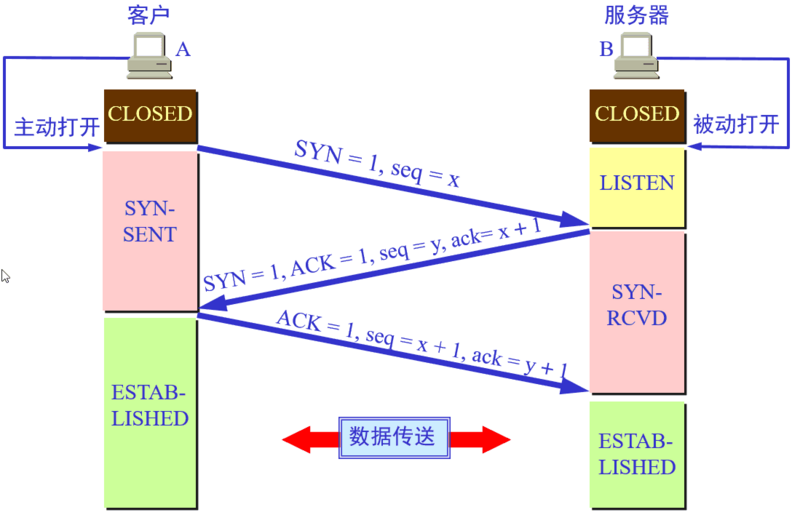 客户
服务器
A
B
CLOSED
CLOSED
主动打开
被动打开
SYN = 1, seq = x
LISTEN
SYN-
SENT
SYN = 1, ACK = 1, seq = y, ack= x + 1
SYN-
RCVD
ACK = 1, seq = x + 1, ack = y + 1
ESTAB-
LISHED
数据传送
ESTAB-
LISHED